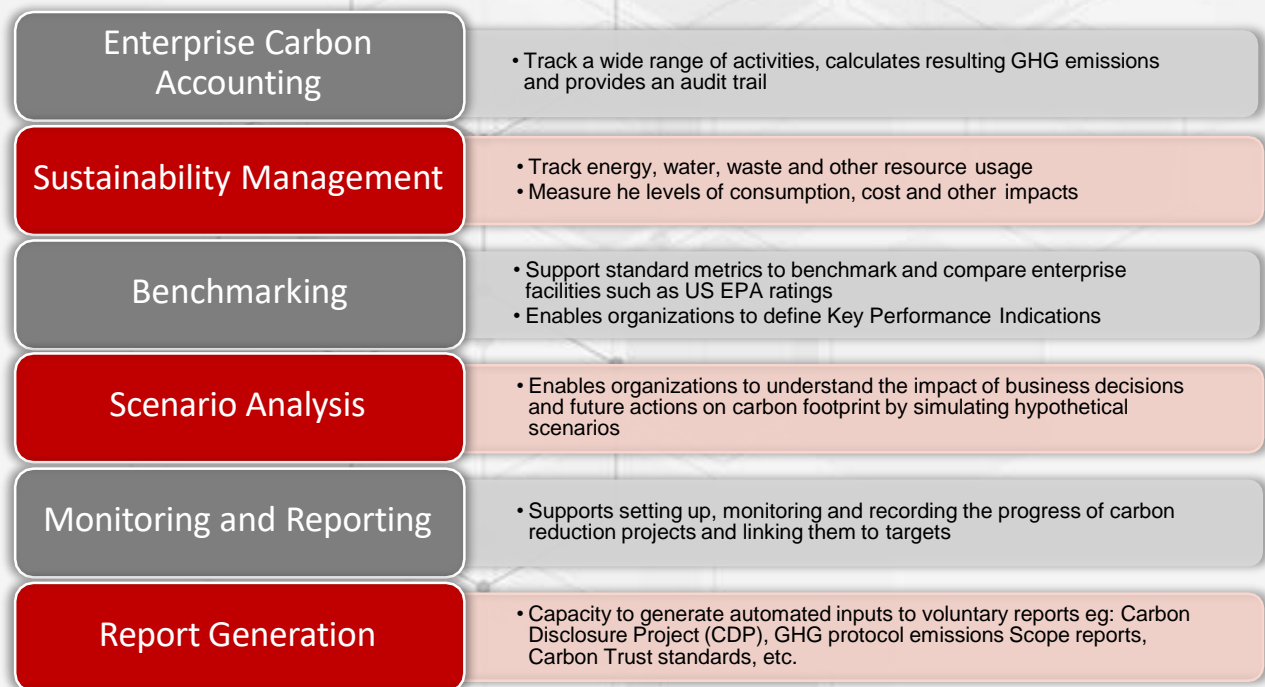 Enterprise Carbon
Accounting
• Track a wide range of activities, calculates resulting GHG emissions
and provides an audit trail
Sustainability Management
• Track energy, water, waste and other resource usage
• Measure he levels of consumption, cost and other impacts
Benchmarking
• Support standard metrics to benchmark and compare enterprise
facilities such as US EPA ratings
• Enables organizations to define Key Performance Indications
Scenario Analysis
• Enables organizations to understand the impact of business decisions
and future actions on carbon footprint by simulating hypothetical
scenarios
Monitoring and Reporting
• Supports setting up, monitoring and recording the progress of carbon
reduction projects and linking them to targets
Report Generation
• Capacity to generate automated inputs to voluntary reports eg: Carbon
Disclosure Project (CDP), GHG protocol emissions Scope reports,
Carbon Trust standards, etc.